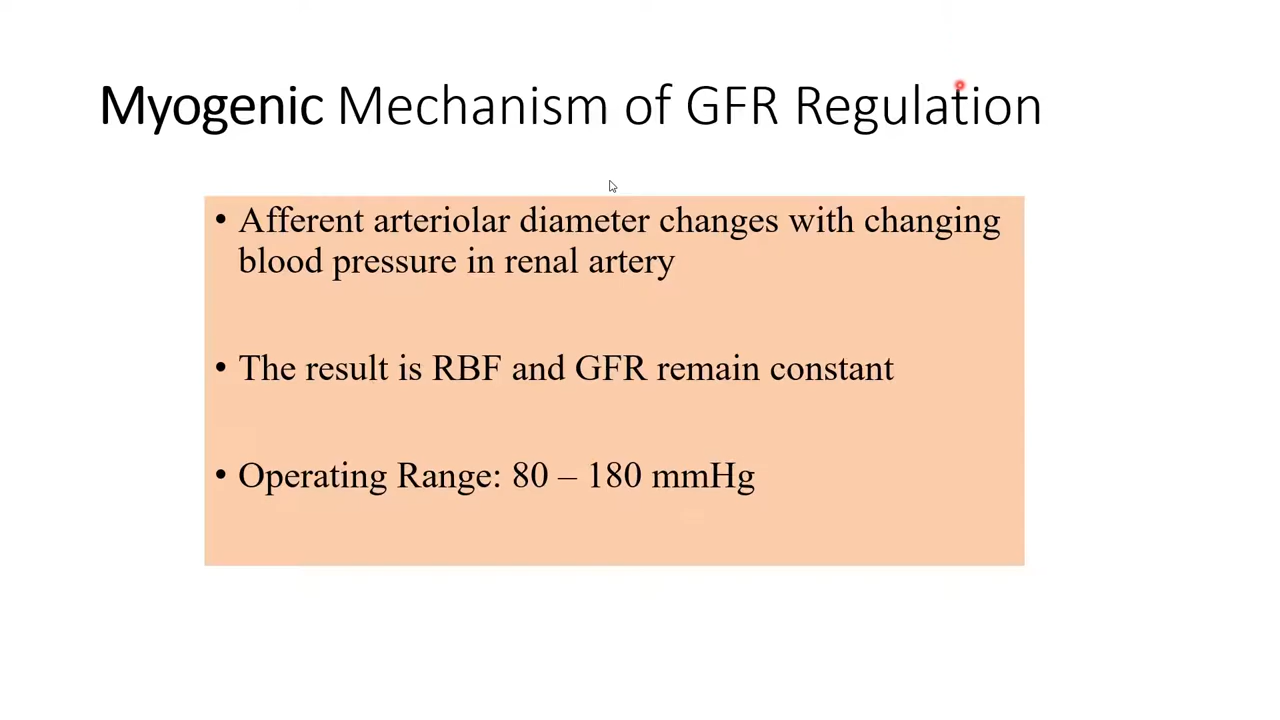 Myogenic Mechanism of GFR Regulation
• Afferent arteriolar diameter changes with changing
blood pressure in renal artery
• The result is RBF and GFR remain constant
• Operating Range: 80 – 180 mmHg